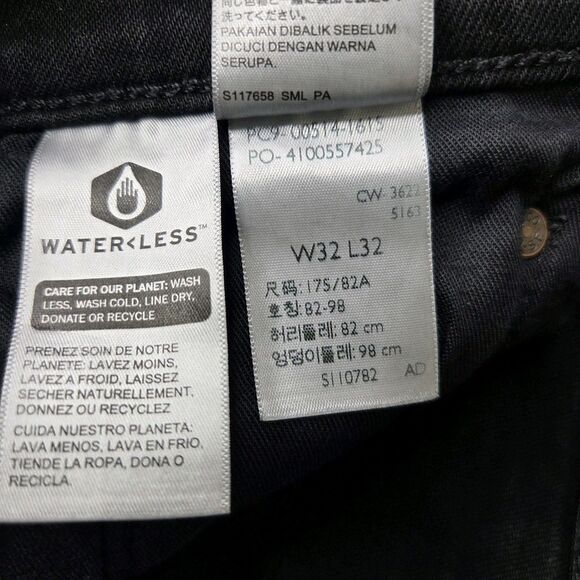 洗ってください。
PAKAIAN DIBALIK SEBELUM
DICUCI DENGAN WARNA
SERUPA.
S117658 SML PA
PC9-00514-1615
PO-4100557425
CW-3622
5163
W32 L32
尺码: 175/82A
호칭: 82-98
허리둘레: 82 cm
엉덩이둘레: 98 cm
S110782 AD
WATER<LESS™
CARE FOR OUR PLANET: WASH
LESS, WASH COLD, LINE DRY,
DONATE OR RECYCLE
PRENEZ SOIN DE NOTRE
PLANETE: LAVEZ MOINS,
LAVEZ A FROID, LAISSEZ
SECHER NATURELLEMENT,
DONNEZ OU RECYCLEZ
CUIDA NUESTRO PLANETA:
LAVA MENOS, LAVA EN FRIO,
TIENDE LA ROPA, DONA O
RECICLA.